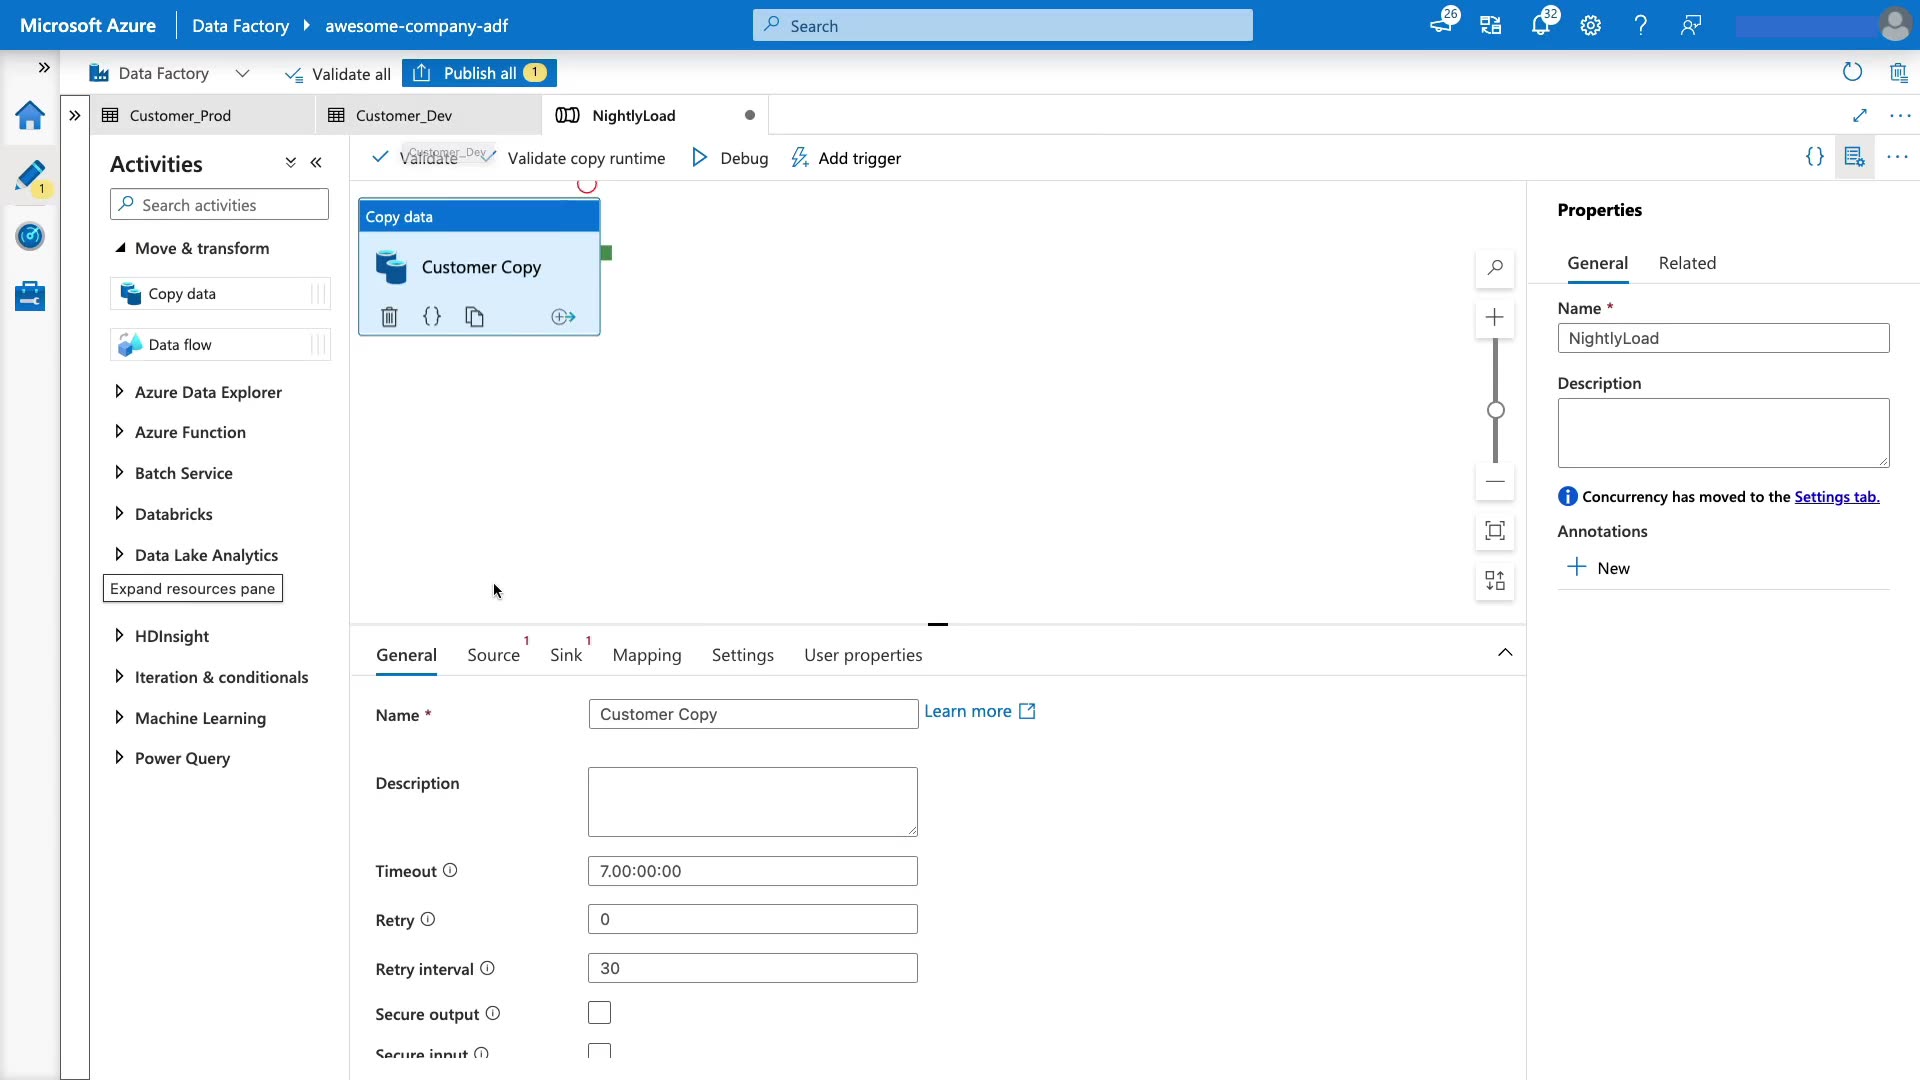 Microsoft Azure
Data Factory
awesome-company-adf
Search
26
32
Data Factory
Validate all
Publish all
1
Customer_Prod
Customer_Dev
NightlyLoad
1
Activities
Validate
Customer_Dev
Validate copy runtime
Debug
Add trigger
Search activities
Move & transform
Copy data
Data flow
Azure Data Explorer
Azure Function
Batch Service
Databricks
Data Lake Analytics
Expand resources pane
HDInsight
Iteration & conditionals
Machine Learning
Power Query
Copy data
Customer Copy
General
Source
1
Sink
1
Mapping
Settings
User properties
Name *
Customer Copy
Learn more
Description
Timeout
7.00:00:00
Retry
0
Retry interval
30
Secure output
Secure input
Properties
General
Related
Name *
NightlyLoad
Description
Concurrency has moved to the Settings tab.
Annotations
New